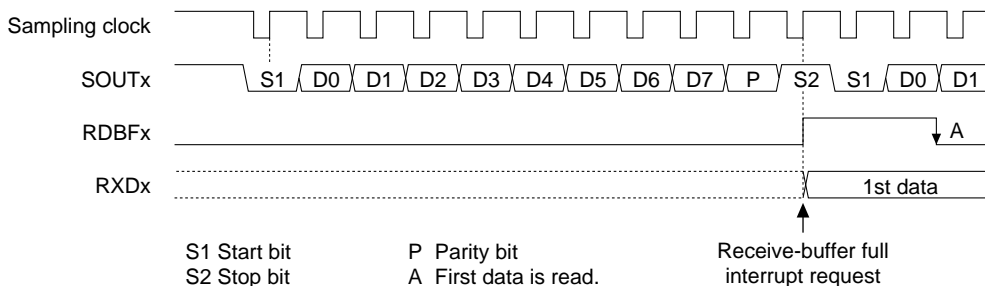 Sampling clock
SOUTx S1 D0 D1 D2 D3 D4 D5 D6 D7 P S2 S1 D0 D1
RDBFx A
RXDx 1st data
S1 Start bit P Parity bit Receive-buffer full
S2 Stop bit A First data is read. interrupt request